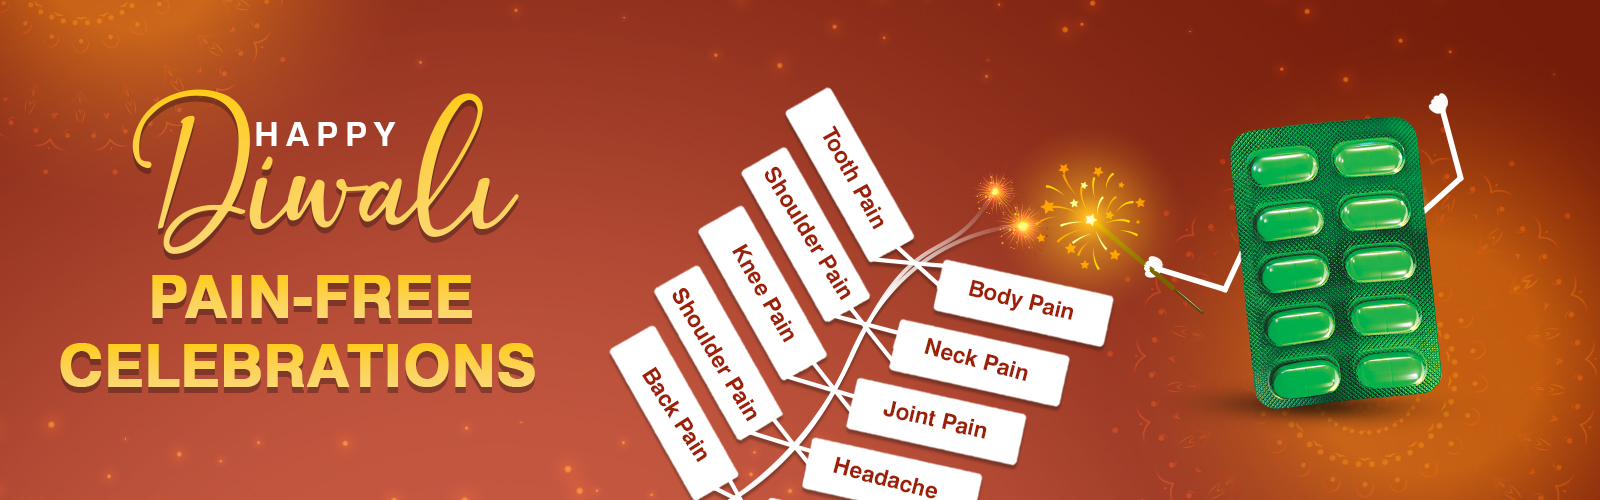 HAPPY
Diwali
PAIN-FREE
CELEBRATIONS
Tooth Pain
Shoulder Pain
Knee Pain
Shoulder Pain
Back Pain
Body Pain
Neck Pain
Joint Pain
Headache